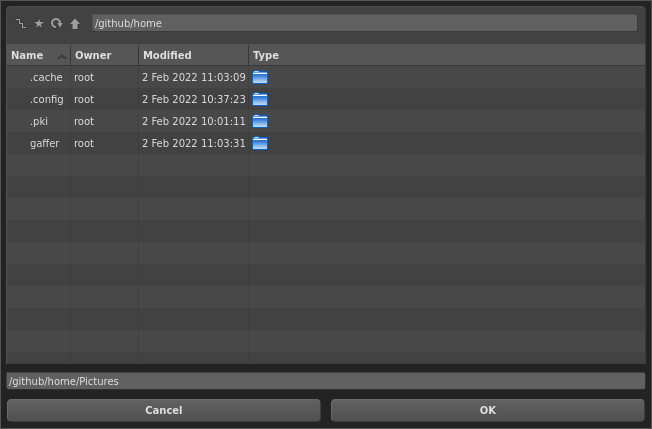 /github/home
Name Owner Modified Type
.cache root 2 Feb 2022 11:03:09
.config root 2 Feb 2022 10:37:23
.pki root 2 Feb 2022 10:01:11
gaffer root 2 Feb 2022 11:03:31
/github/home/Pictures
Cancel OK